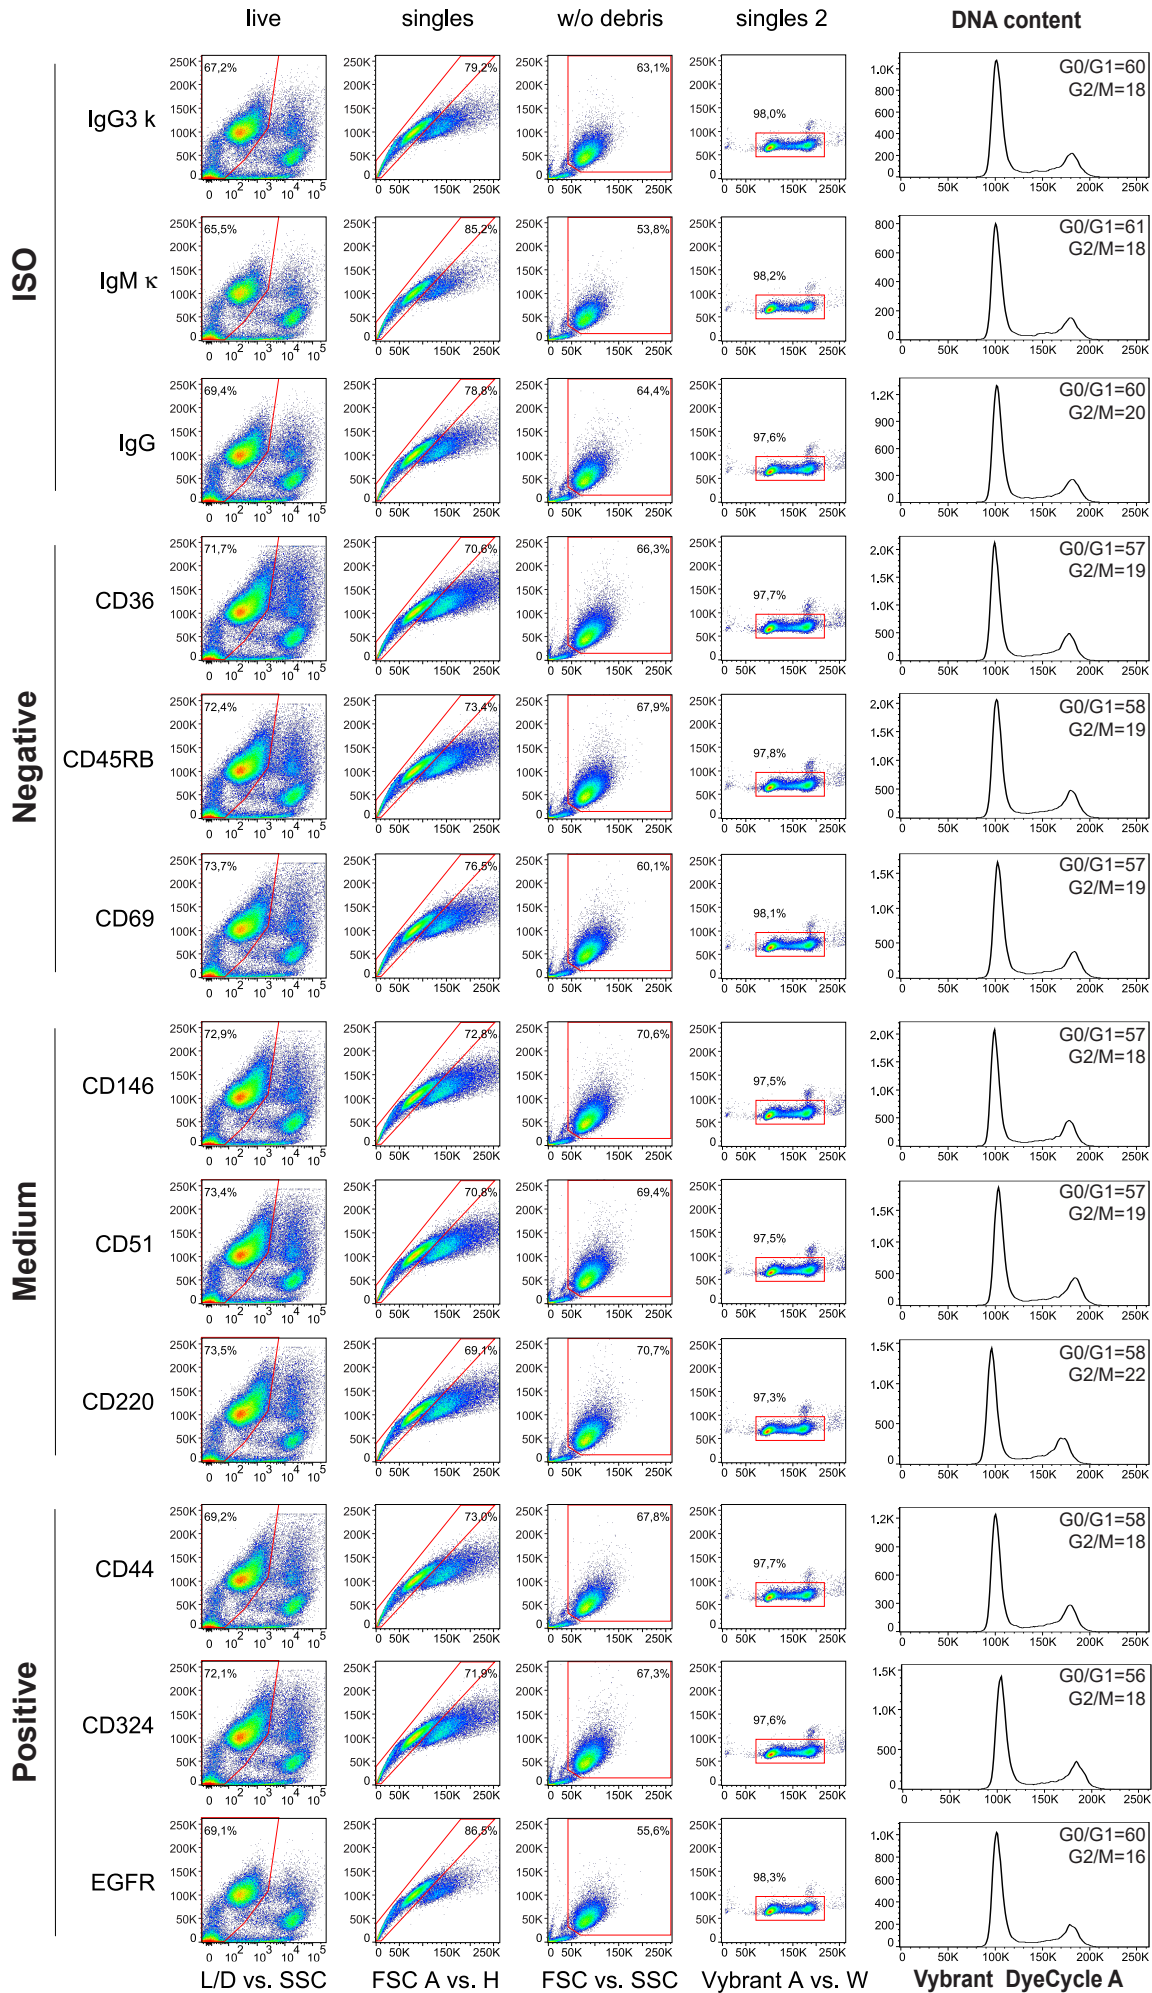 live singles w/o debris singles 2 DNA content
ISO
IgG3 k
67,2% 79,2% 63,1% 98,0% G0/G1=60
G2/M=18
IgM κ
65,5% 85,2% 53,8% 98,2% G0/G1=61
G2/M=18
IgG
69,4% 78,8% 64,4% 97,6% G0/G1=60
G2/M=20
Negative
CD36
71,7% 70,6% 66,3% 97,7% G0/G1=57
G2/M=19
CD45RB
72,4% 73,4% 67,9% 97,8% G0/G1=58
G2/M=19
CD69
73,7% 76,5% 60,1% 98,1% G0/G1=57
G2/M=19
Medium
CD146
72,9% 72,8% 70,6% 97,5% G0/G1=57
G2/M=18
CD51
73,4% 70,8% 69,4% 97,5% G0/G1=57
G2/M=19
CD220
73,5% 69,1% 70,7% 97,3% G0/G1=58
G2/M=22
Positive
CD44
69,2% 73,0% 67,8% 97,7% G0/G1=58
G2/M=18
CD324
72,1% 71,9% 67,3% 97,6% G0/G1=56
G2/M=18
EGFR
69,1% 86,5% 55,6% 98,3% G0/G1=60
G2/M=16
L/D vs. SSC FSC A vs. H FSC vs. SSC Vybrant A vs. W Vybrant DyeCycle A